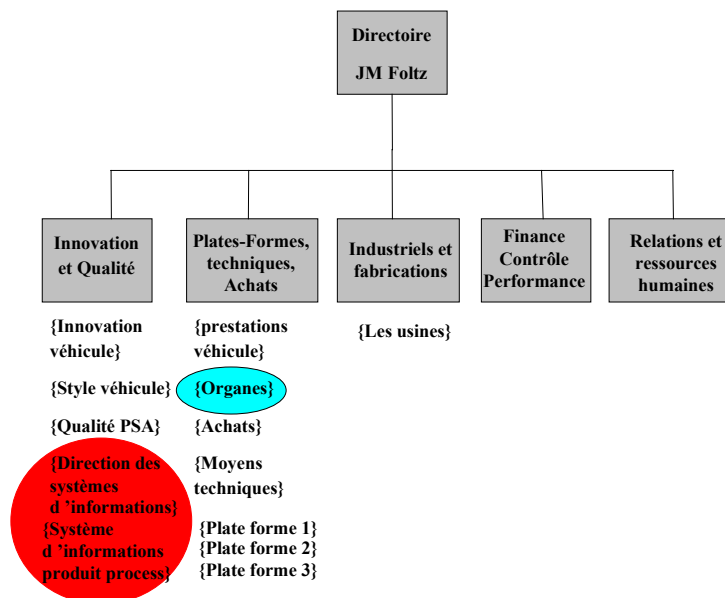 Directoire
JM Foltz
Innovation
et Qualité
Plates-Formes,
techniques,
Achats
Industriels et
fabrications
Finance
Contrôle
Performance
Relations et
ressources
humaines
{Innovation
véhicule}
{Style véhicule}
{Qualité PSA}
{Direction des
systèmes
d ’informations}
{Système
d ’informations
produit process}
{prestations
véhicule}
{Organes}
{Achats}
{Moyens
techniques}
{Plate forme 1}
{Plate forme 2}
{Plate forme 3}
{Les usines}